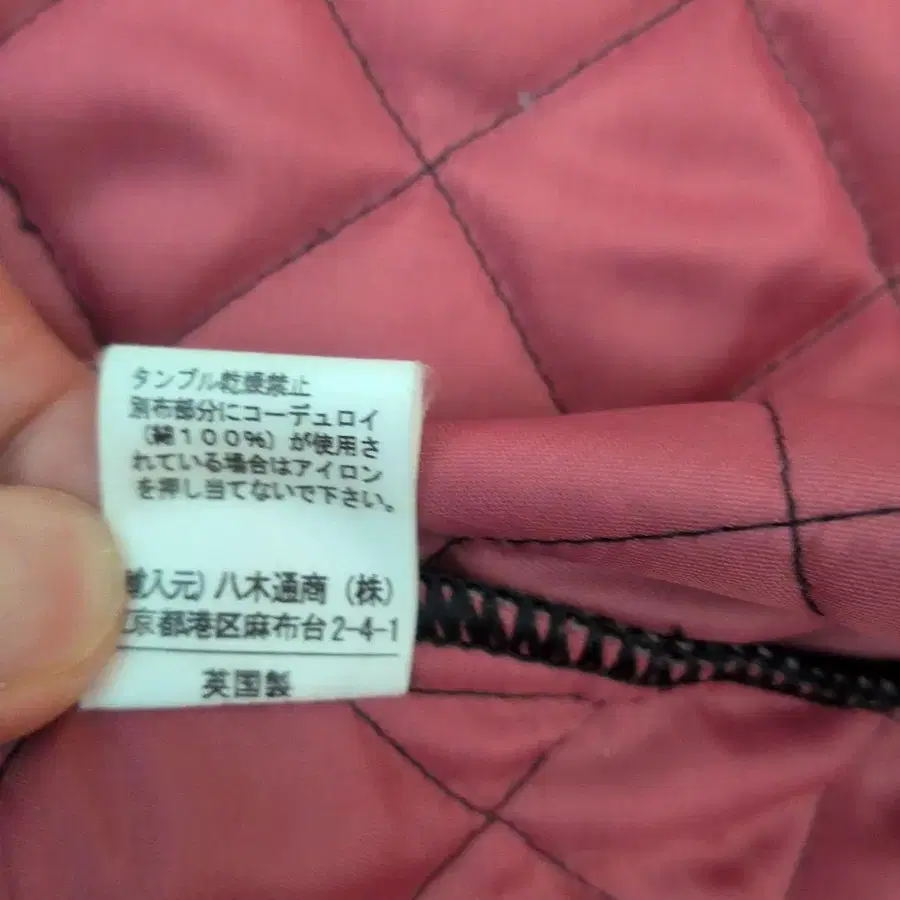 タンブル乾燥禁止
別布部分にコーデュロイ
（綿１００％）が使用さ
れている場合はアイロン
を押し当てないで下さい。
入元）八木通商（株）
京都港区麻布台2-4-1
英国製